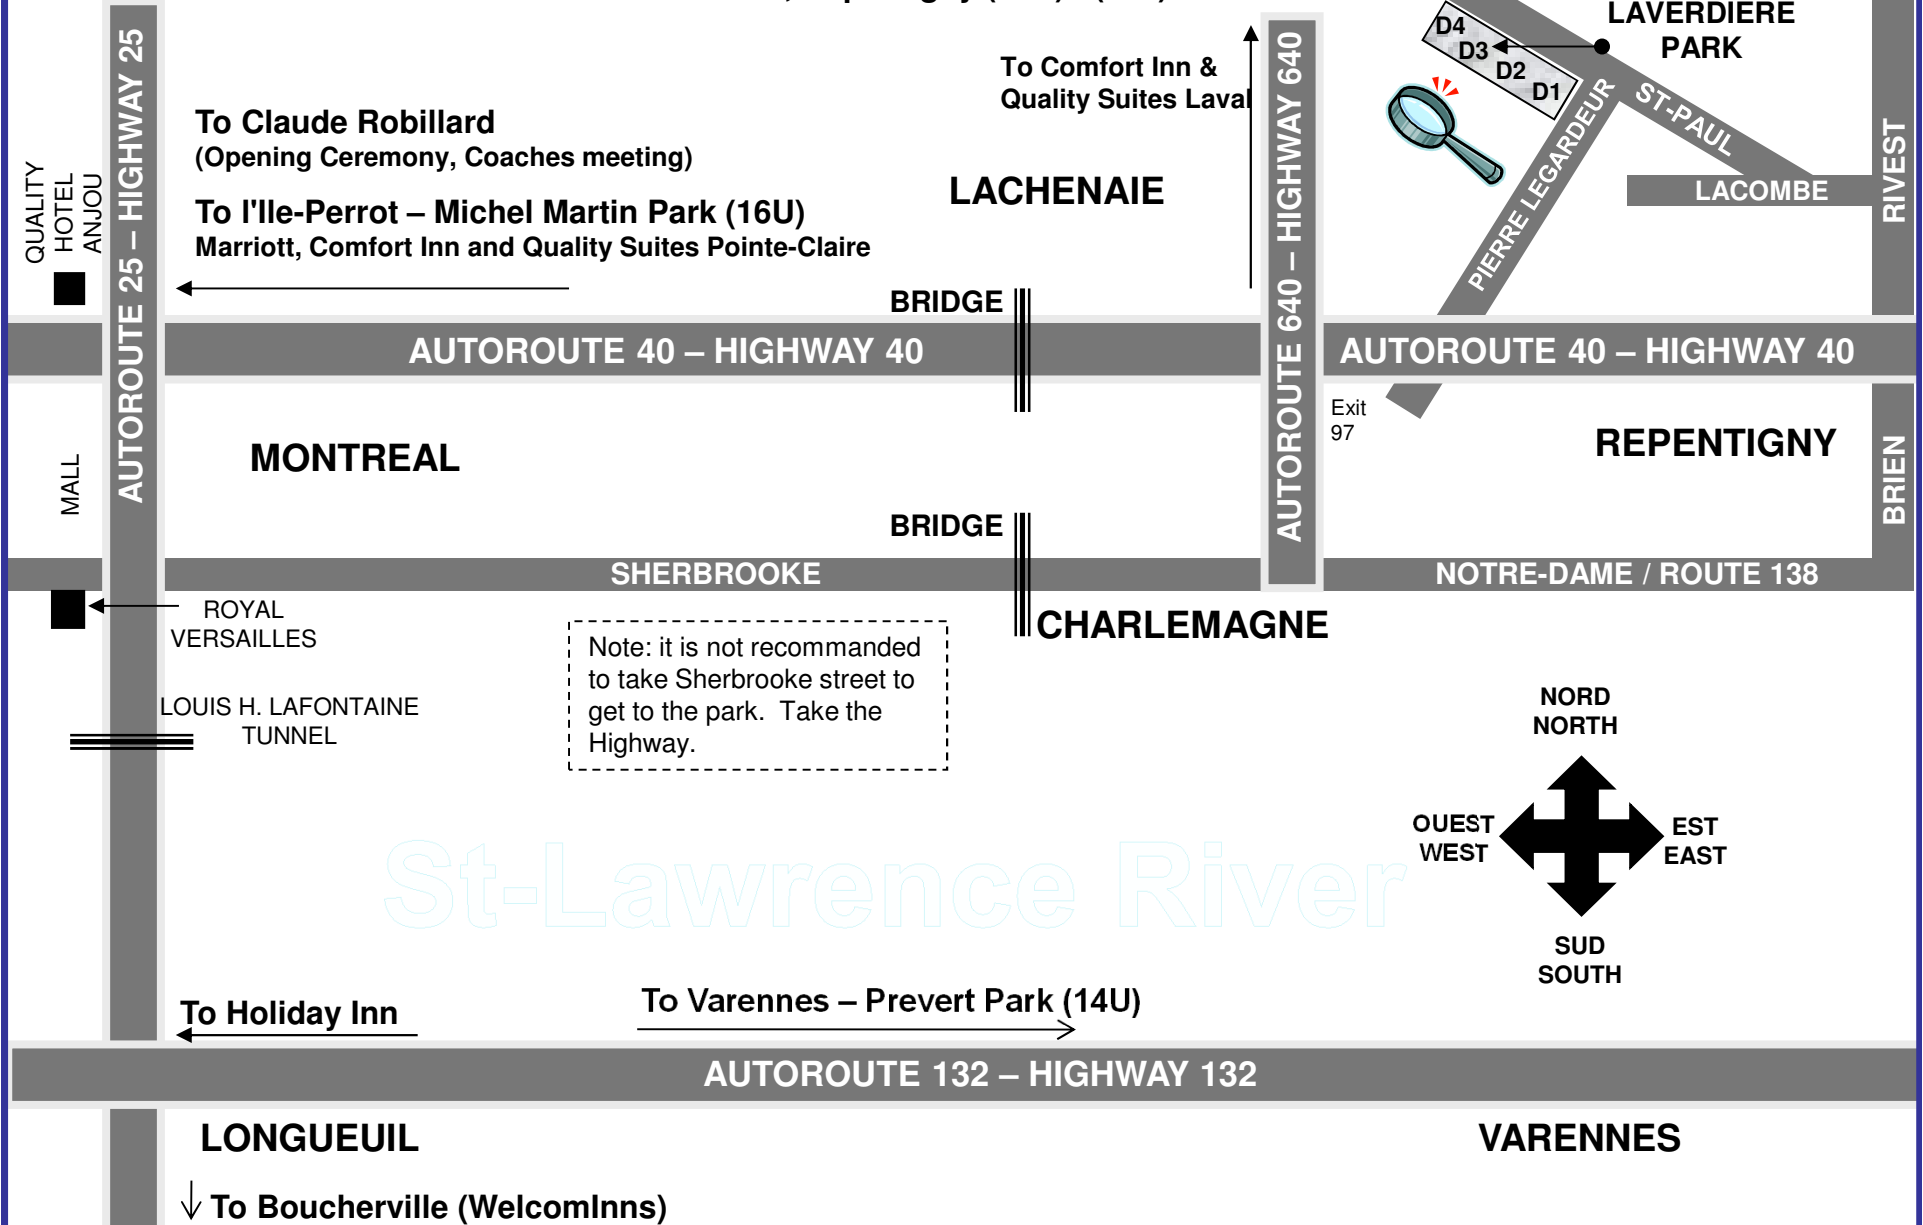 LAVERDIERE
PARK
D4
D3
D2
D1
To Comfort Inn &
Quality Suites Laval
AUTOROUTE 25 – HIGHWAY 25
AUTOROUTE 640 – HIGHWAY 640
To Claude Robillard
(Opening Ceremony, Coaches meeting)
ST-PAUL
PIERRE LEGARDEUR
RIVEST
QUALITY
HOTEL
ANJOU
LACHENAIE
LACOMBE
To l'Ile-Perrot – Michel Martin Park (16U)
Marriott, Comfort Inn and Quality Suites Pointe-Claire
BRIDGE
AUTOROUTE 40 – HIGHWAY 40
AUTOROUTE 40 – HIGHWAY 40
Exit
97
MONTREAL
REPENTIGNY
MALL
BRIEN
BRIDGE
SHERBROOKE
NOTRE-DAME / ROUTE 138
ROYAL
VERSAILLES
CHARLEMAGNE
Note: it is not recommanded
to take Sherbrooke street to
get to the park. Take the
Highway.
LOUIS H. LAFONTAINE
TUNNEL
NORD
NORTH
OUEST
WEST
EST
EAST
SUD
SOUTH
St-Lawrence River
To Holiday Inn
To Varennes – Prevert Park (14U)
AUTOROUTE 132 – HIGHWAY 132
LONGUEUIL
VARENNES
To Boucherville (WelcomInns)